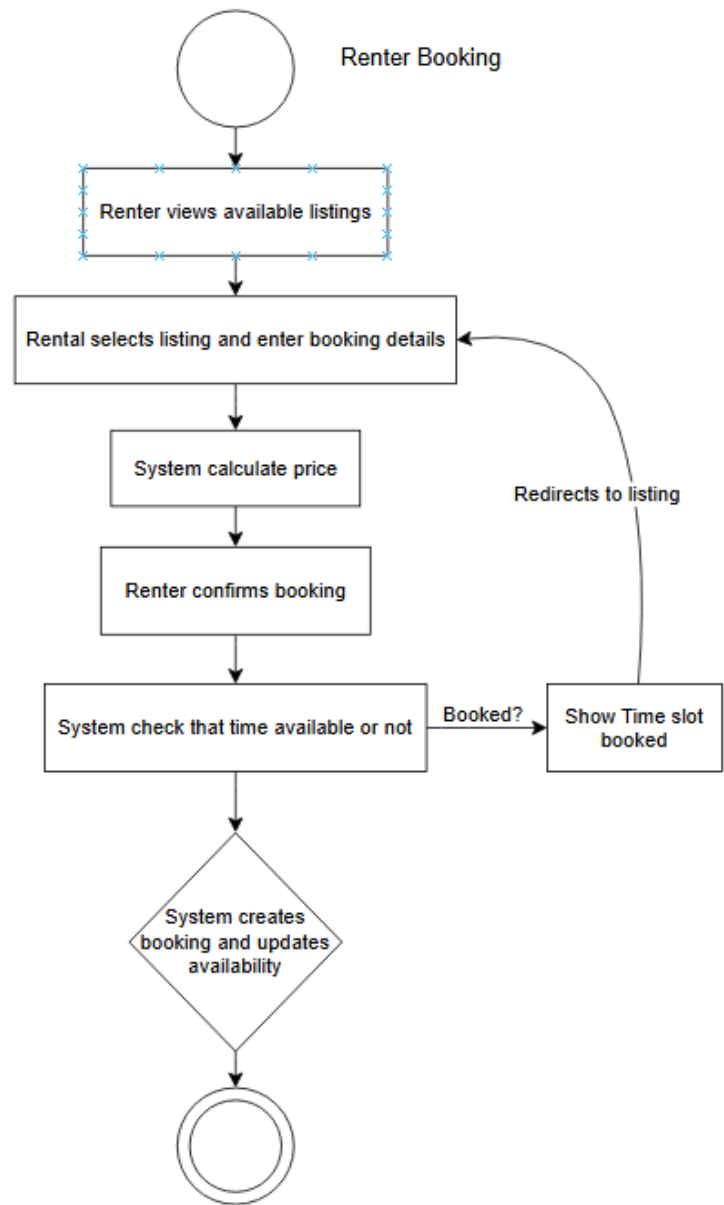 Renter Booking
Renter views available listings
Rental selects listing and enter booking details
System calculate price
Redirects to listing
Renter confirms booking
System check that time available or not
Booked?
Show Time slot
booked
System creates
booking and updates
availability